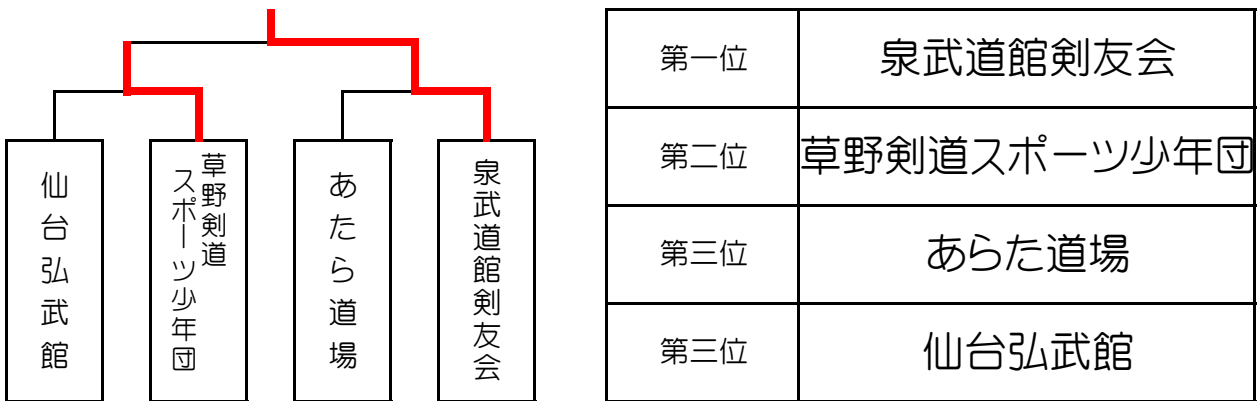 仙台弘武館
草野剣道
スポーツ少年団
あたら道場
泉武道館剣友会
第一位 泉武道館剣友会
第二位 草野剣道スポーツ少年団
第三位 あらた道場
第三位 仙台弘武館